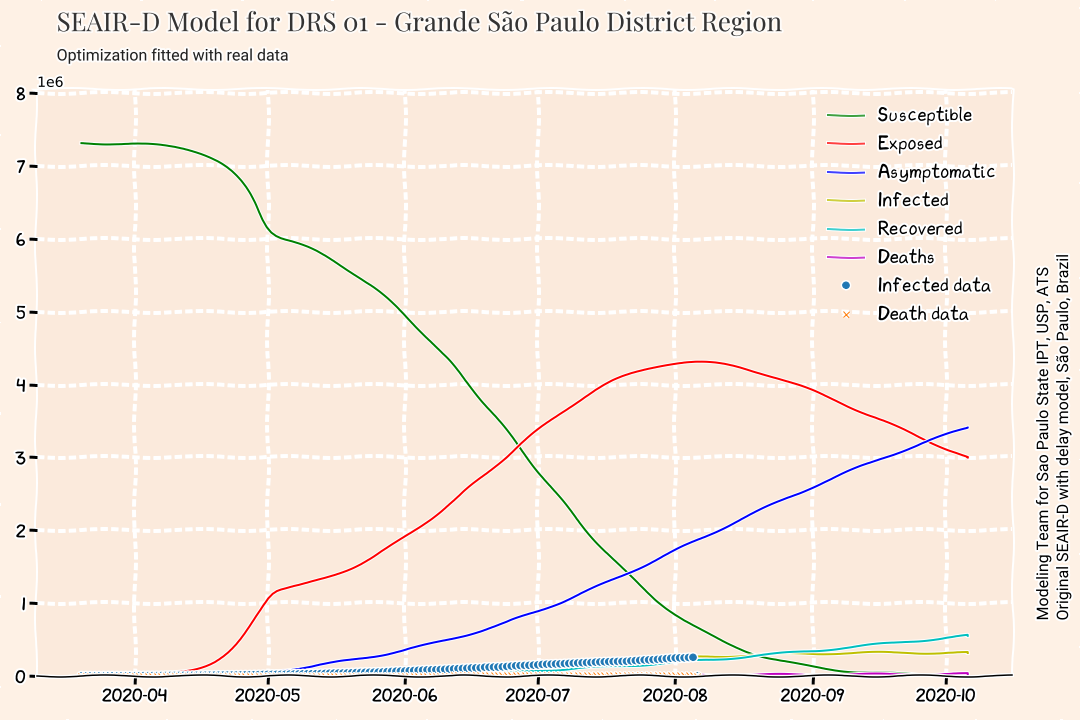 SEAIR-D Model for DRS 01 - Grande São Paulo District Region
Optimization fitted with real data
1e6
8
7
6
5
4
3
2
1
0
2020-04
2020-05
2020-06
2020-07
2020-08
2020-09
2020-10
Susceptible
Exposed
Asymptomatic
Infected
Recovered
Deaths
Infected data
Death data
Modeling Team for Sao Paulo State IPT, USP, ATS
Original SEAIR-D with delay model, São Paulo, Brazil